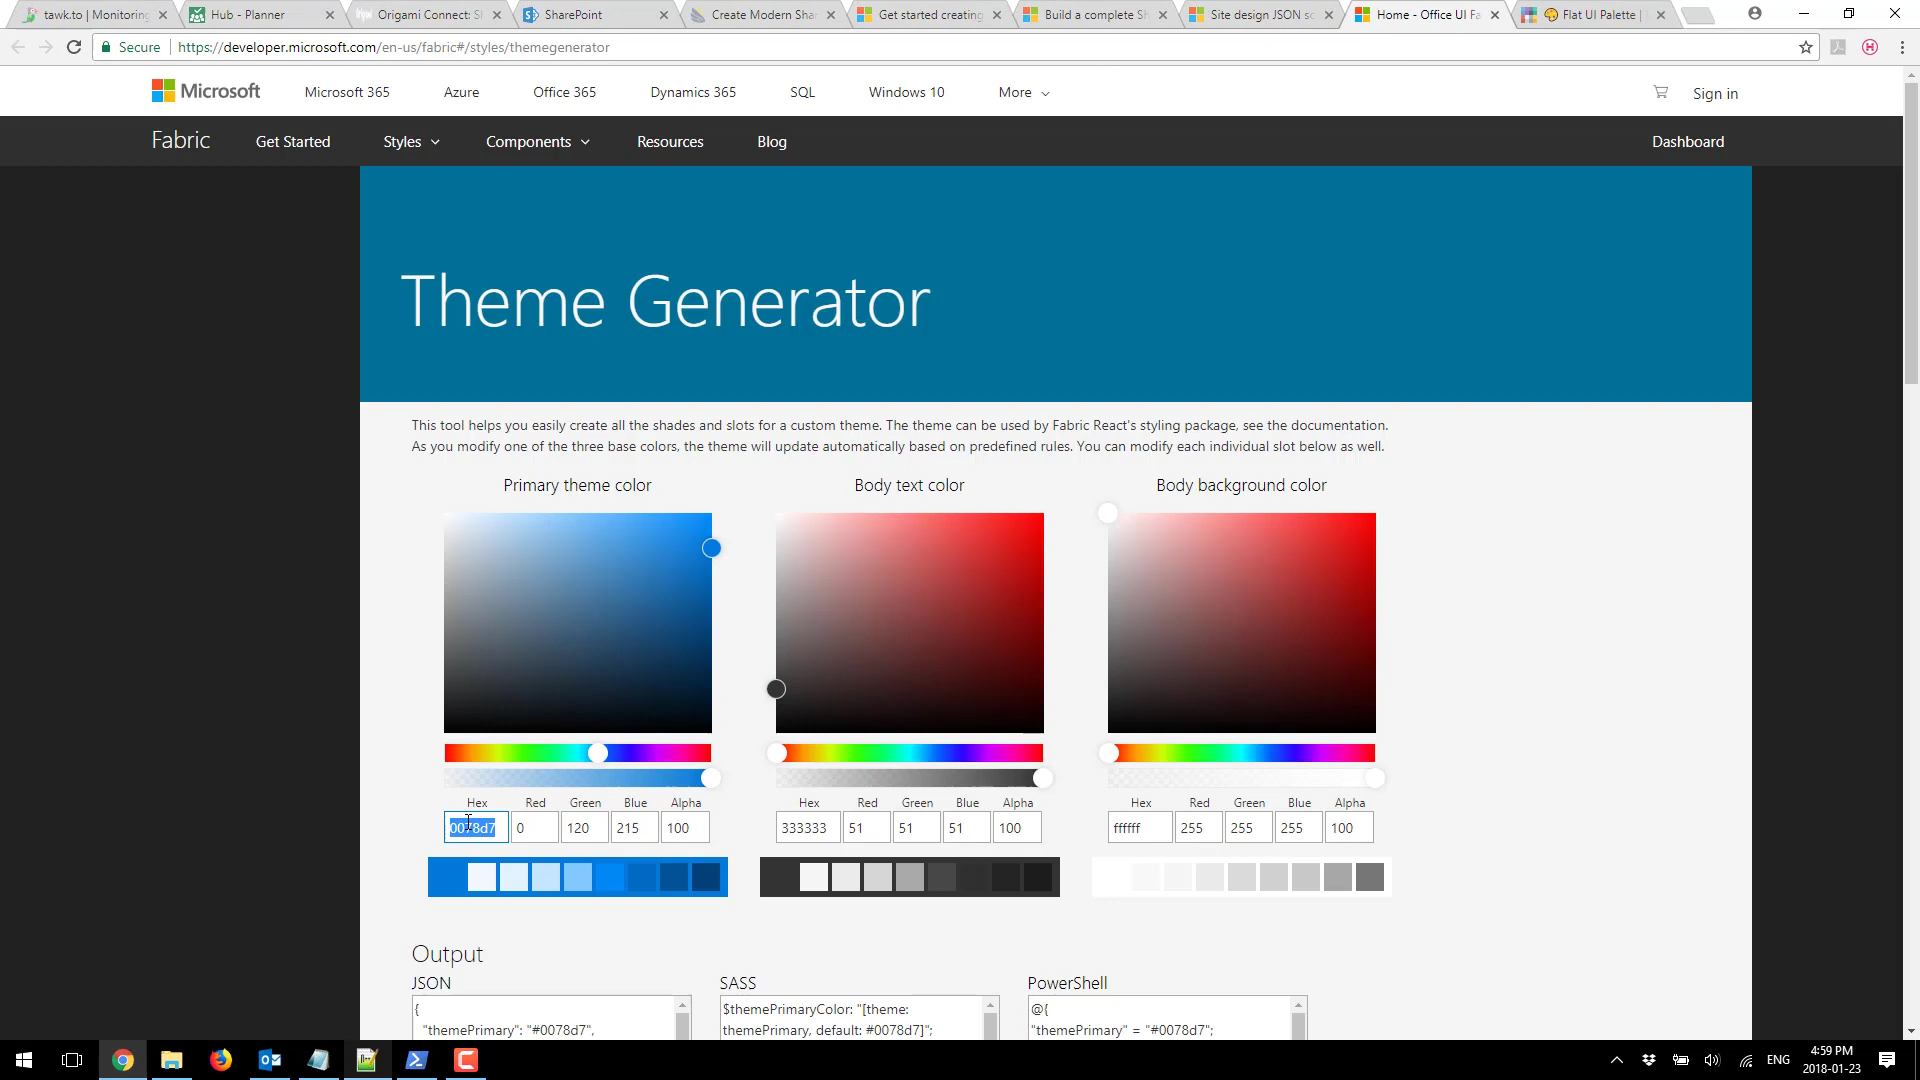 tawk.to | Monitoring
Hub - Planner
Origami Connect: S
SharePoint
Create Modern Shar
Get started creating
Build a complete Sh
Site design JSON sc
Home - Office UI Fa
Flat UI Palette |
Secure
https://developer.microsoft.com/en-us/fabric#/styles/themegenerator
Microsoft
Microsoft 365
Azure
Office 365
Dynamics 365
SQL
Windows 10
More
Sign in
Fabric
Get Started
Styles
Components
Resources
Blog
Dashboard
Theme Generator
This tool helps you easily create all the shades and slots for a custom theme. The theme can be used by Fabric React's styling package, see the documentation.
As you modify one of the three base colors, the theme will update automatically based on predefined rules. You can modify each individual slot below as well.
Primary theme color
Body text color
Body background color
Hex Red Green Blue Alpha
0078d7 0 120 215 100
Hex Red Green Blue Alpha
333333 51 51 51 100
Hex Red Green Blue Alpha
ffffff 255 255 255 100
Output
JSON
{
"themePrimary": "#0078d7",
SASS
$themePrimaryColor: "[theme:
themePrimary, default: #0078d7]";
PowerShell
@{
"themePrimary" = "#0078d7";
ENG
4:59 PM
2018-01-23